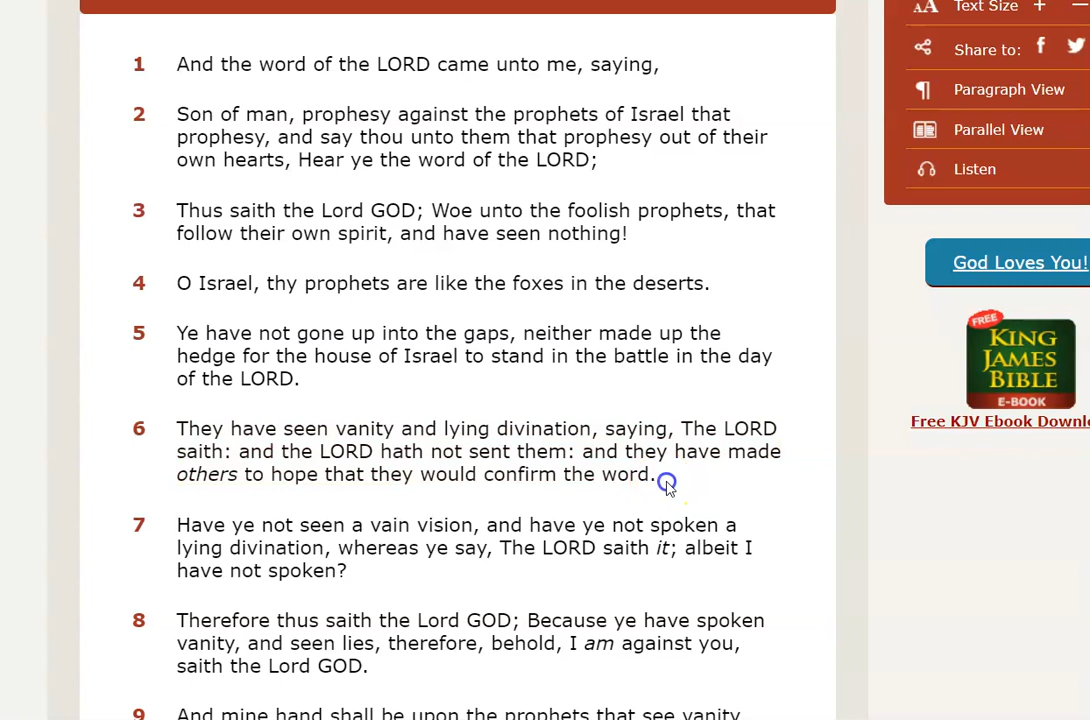 1 And the word of the LORD came unto me, saying,
2 Son of man, prophesy against the prophets of Israel that
prophesy, and say thou unto them that prophesy out of their
own hearts, Hear ye the word of the LORD;
3 Thus saith the Lord GOD; Woe unto the foolish prophets, that
follow their own spirit, and have seen nothing!
4 O Israel, thy prophets are like the foxes in the deserts.
5 Ye have not gone up into the gaps, neither made up the
hedge for the house of Israel to stand in the battle in the day
of the LORD.
6 They have seen vanity and lying divination, saying, The LORD
saith: and the LORD hath not sent them: and they have made
others to hope that they would confirm the word.
7 Have ye not seen a vain vision, and have ye not spoken a
lying divination, whereas ye say, The LORD saith it; albeit I
have not spoken?
8 Therefore thus saith the Lord GOD; Because ye have spoken
vanity, and seen lies, therefore, behold, I am against you,
saith the Lord GOD.
9 And mine hand shall be upon the prophets that see vanity
AA Text Size + −
Share to: f
Paragraph View
Parallel View
Listen
God Loves You!
FREE
KING
JAMES
BIBLE
E-BOOK
Free KJV Ebook Downl